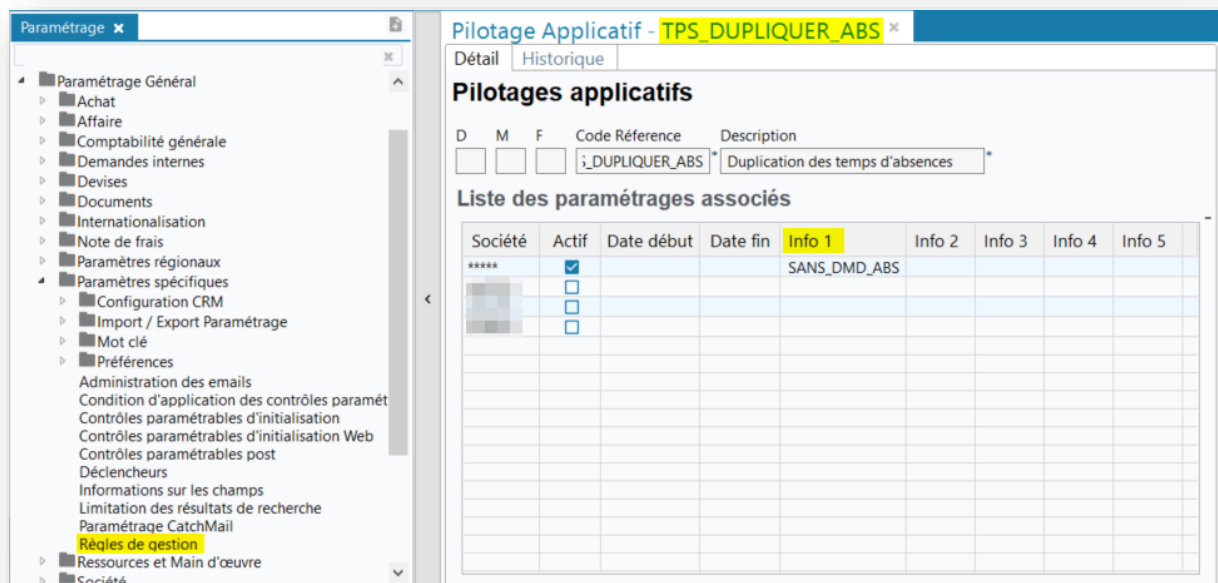 Paramétrage
Paramétrage Général
Achat
Affaire
Comptabilité générale
Demandes internes
Devises
Documents
Internationalisation
Note de frais
Paramètres régionaux
Paramètres spécifiques
Configuration CRM
Import / Export Paramétrage
Mot clé
Préférences
Administration des emails
Condition d'application des contrôles paramét
Contrôles paramétrables d'initialisation
Contrôles paramétrables d'initialisation Web
Contrôles paramétrables post
Déclencheurs
Informations sur les champs
Limitation des résultats de recherche
Paramétrage CatchMail
Règles de gestion
Ressources et Main d'œuvre
Société
Pilotage Applicatif - TPS_DUPLIQUER_ABS
Détail Historique
Pilotages applicatifs
D M F Code Réference Description
_DUPLIQUER_ABS * Duplication des temps d'absences *
Liste des paramétrages associés
Société Actif Date début Date fin Info 1 Info 2 Info 3 Info 4 Info 5
***** SANS_DMD_ABS